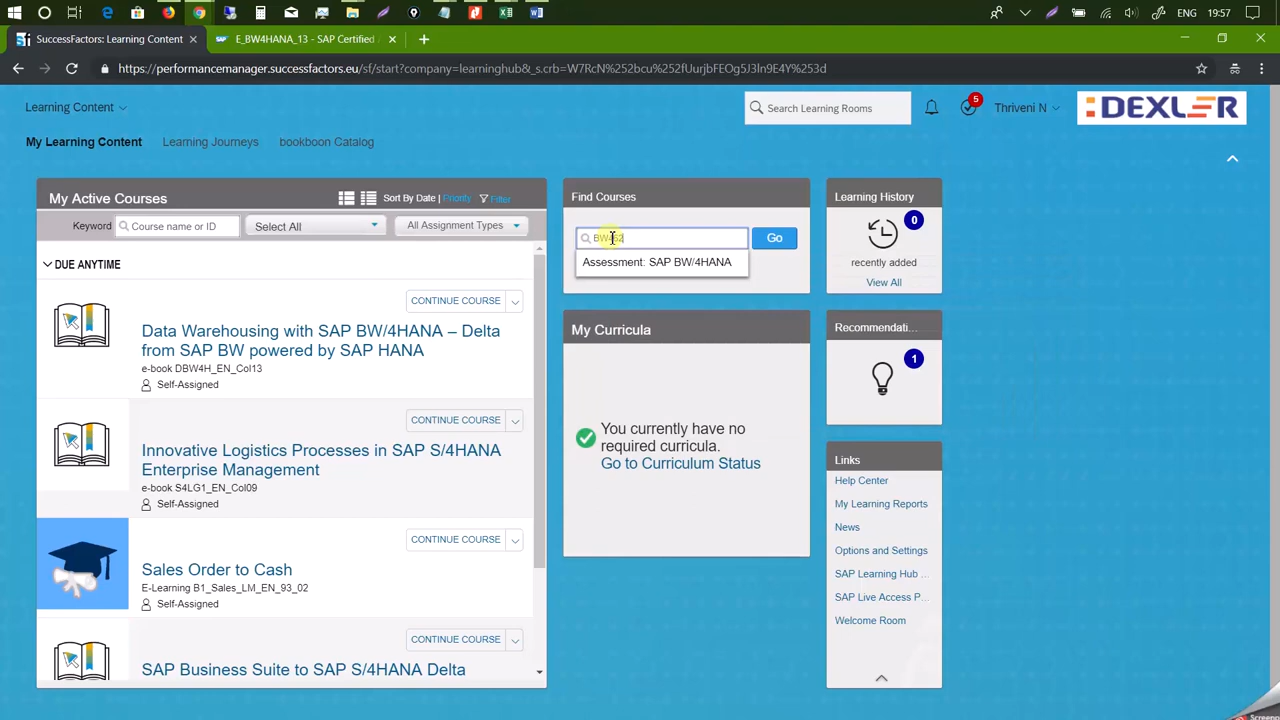 ENG
19:57
SuccessFactors: Learning Content
E_BW4HANA_13 - SAP Certified
https://performancemanager.successfactors.eu/sf/start?company=learninghub&_s.crb=W7RcN%252bcu%252fUurjbFEOg5J3In9E4Y%253d
Learning Content
Search Learning Rooms
5
Thriveni N
DEXLER
My Learning Content
Learning Journeys
bookboon Catalog
My Active Courses
Sort By Date | Priority
Filter
Keyword
Course name or ID
Select All
All Assignment Types
DUE ANYTIME
CONTINUE COURSE
Data Warehousing with SAP BW/4HANA – Delta
from SAP BW powered by SAP HANA
e-book DBW4H_EN_Col13
Self-Assigned
CONTINUE COURSE
Innovative Logistics Processes in SAP S/4HANA
Enterprise Management
e-book S4LG1_EN_Col09
Self-Assigned
CONTINUE COURSE
Sales Order to Cash
E-Learning B1_Sales_LM_EN_93_02
Self-Assigned
CONTINUE COURSE
SAP Business Suite to SAP S/4HANA Delta
Find Courses
Go
Assessment: SAP BW/4HANA
My Curricula
You currently have no
required curricula.
Go to Curriculum Status
Learning History
0
recently added
View All
Recommendati...
1
Links
Help Center
My Learning Reports
News
Options and Settings
SAP Learning Hub ...
SAP Live Access P...
Welcome Room